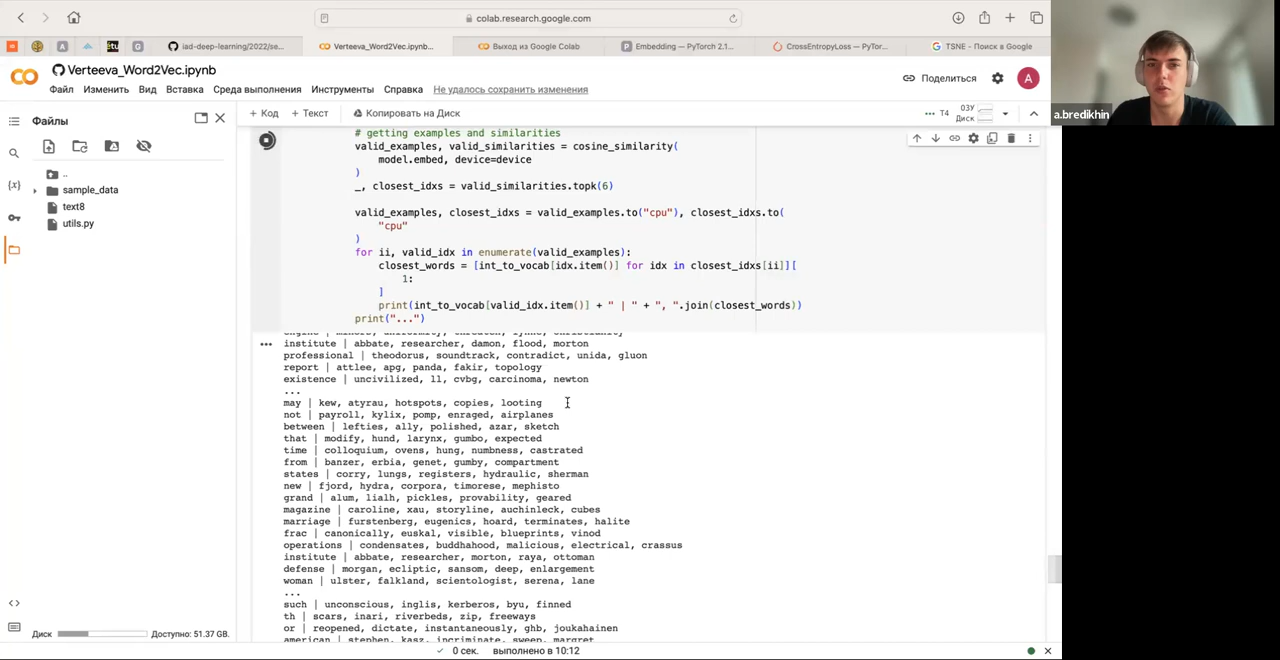 colab.research.google.com
iad-deep-learning/2022/se...
Verteeva_Word2Vec.ipynb...
Выход из Google Colab
Embedding — PyTorch 2.1...
CrossEntropyLoss — PyTor...
TSNE - Поиск в Google
Verteeva_Word2Vec.ipynb
Файл Изменить Вид Вставка Среда выполнения Инструменты Справка Не удалось сохранить изменения
Поделиться
A
a.bredikhin
Файлы
+ Код + Текст Копировать на Диск
T4 ОЗУ
Диск
..
sample_data
text8
utils.py
# getting examples and similarities
valid_examples, valid_similarities = cosine_similarity(
model.embed, device=device
)
_, closest_idxs = valid_similarities.topk(6)
valid_examples, closest_idxs = valid_examples.to("cpu"), closest_idxs.to(
"cpu"
)
for ii, valid_idx in enumerate(valid_examples):
closest_words = [int_to_vocab[idx.item()] for idx in closest_idxs[ii]][
1:
]
print(int_to_vocab[valid_idx.item()] + " | " + ", ".join(closest_words))
print("...")
institute | abbate, researcher, damon, flood, morton
professional | theodorus, soundtrack, contradict, unida, gluon
report | attlee, apg, panda, fakir, topology
existence | uncivilized, ll, cvbg, carcinoma, newton
...
may | kew, atyrau, hotspots, copies, looting
not | payroll, kylix, pomp, enraged, airplanes
between | lefties, ally, polished, azar, sketch
that | modify, hund, larynx, gumbo, expected
time | colloquium, ovens, hung, numbness, castrated
from | banzer, erbia, genet, gumby, compartment
states | corry, lungs, registers, hydraulic, sherman
new | fjord, hydra, corpora, timorese, mephisto
grand | alum, lialh, pickles, provability, geared
magazine | caroline, xau, storyline, auchinleck, cubes
marriage | furstenberg, eugenics, hoard, terminates, halite
frac | canonically, euskal, visible, blueprints, vinod
operations | condensates, buddhahood, malicious, electrical, crassus
institute | abbate, researcher, morton, raya, ottoman
defense | morgan, ecliptic, sansom, deep, enlargement
woman | ulster, falkland, scientologist, serena, lane
...
such | unconscious, inglis, kerberos, byu, finned
th | scars, inari, riverbeds, zip, freeways
or | reopened, dictate, instantaneously, ghb, joukahainen
american | stephen, kasz, incriminate, sweep, margret
Диск Доступно: 51.37 GB.
0 сек. выполнено в 10:12